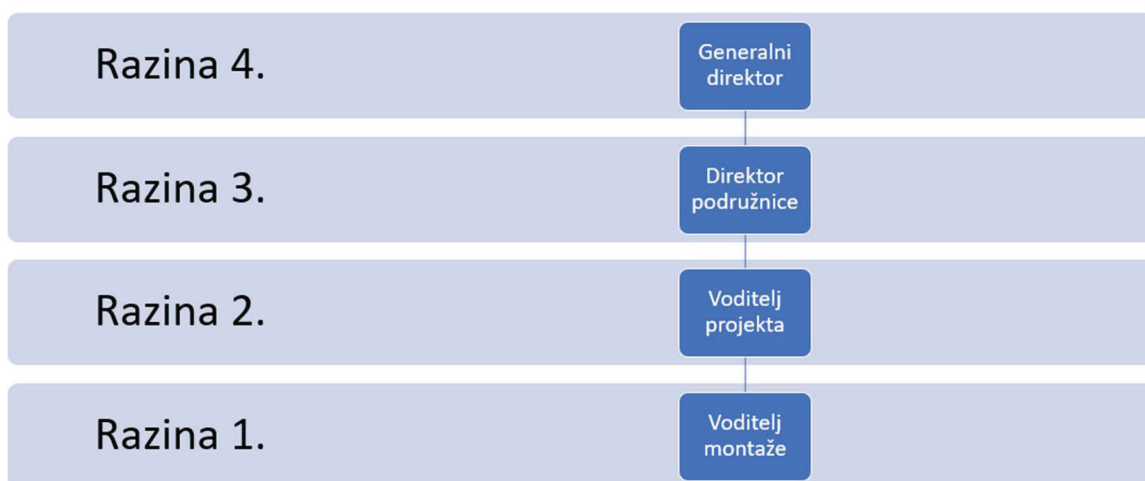 Razina 4.
Generalni
direktor
Razina 3.
Direktor
podružnice
Razina 2.
Voditelj
projekta
Razina 1.
Voditelj
montaže